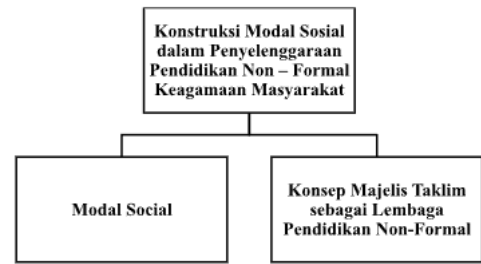 Konstruksi Modal Sosial
dalam Penyelenggaraan
Pendidikan Non – Formal
Keagamaan Masyarakat
Modal Social
Konsep Majelis Taklim
sebagai Lembaga
Pendidikan Non-Formal